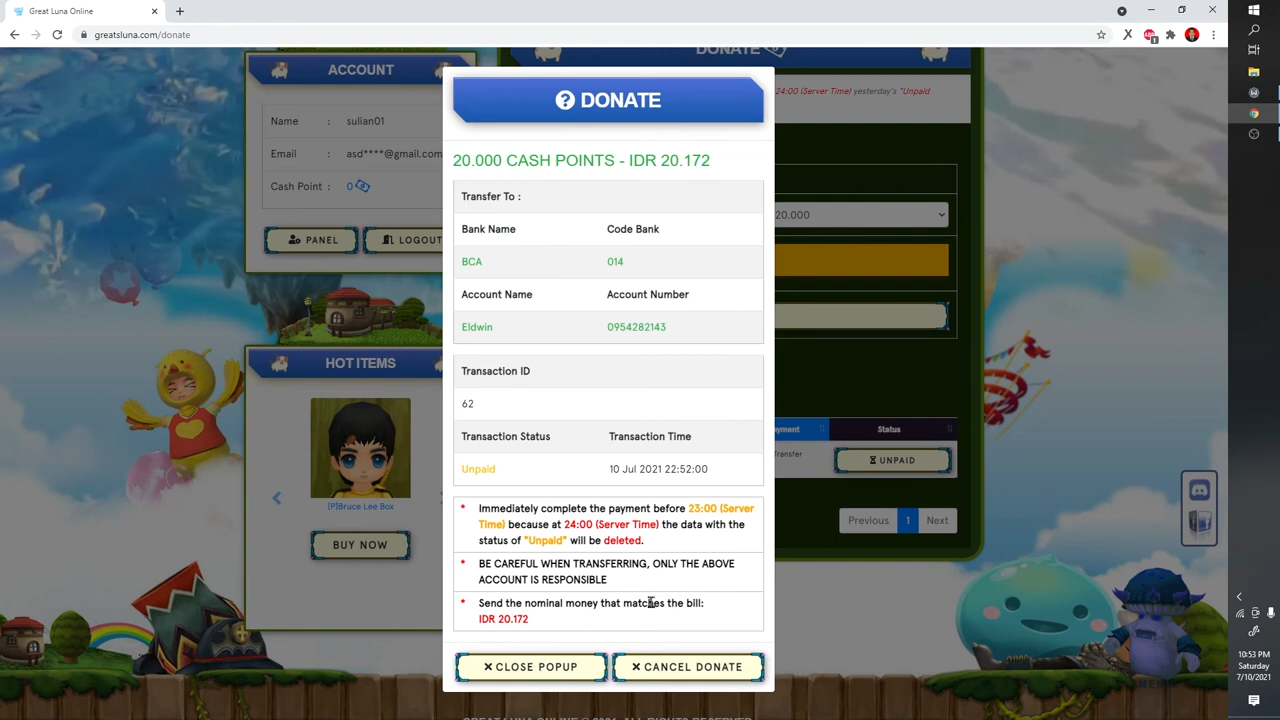 Great Luna Online
greatsluna.com/donate
DONATE
ACCOUNT
Name : sulian01
Email : asd****@gmail.com
Cash Point : 0
PANEL
LOGOUT
HOT ITEMS
[P]Bruce Lee Box
BUY NOW
DONATE
20.000 CASH POINTS - IDR 20.172
Transfer To :
Bank Name Code Bank
BCA 014
Account Name Account Number
Eldwin 0954282143
Transaction ID
62
Transaction Status Transaction Time
Unpaid 10 Jul 2021 22:52:00
* Immediately complete the payment before 23:00 (Server
Time) because at 24:00 (Server Time) the data with the
status of "Unpaid" will be deleted.
* BE CAREFUL WHEN TRANSFERRING, ONLY THE ABOVE
ACCOUNT IS RESPONSIBLE
* Send the nominal money that matches the bill:
IDR 20.172
CLOSE POPUP
CANCEL DONATE
24:00 (Server Time) yesterday's "Unpaid
20.000
yment Status
Transfer UNPAID
Previous 1 Next
10:53 PM
Saturday
7/10/2021